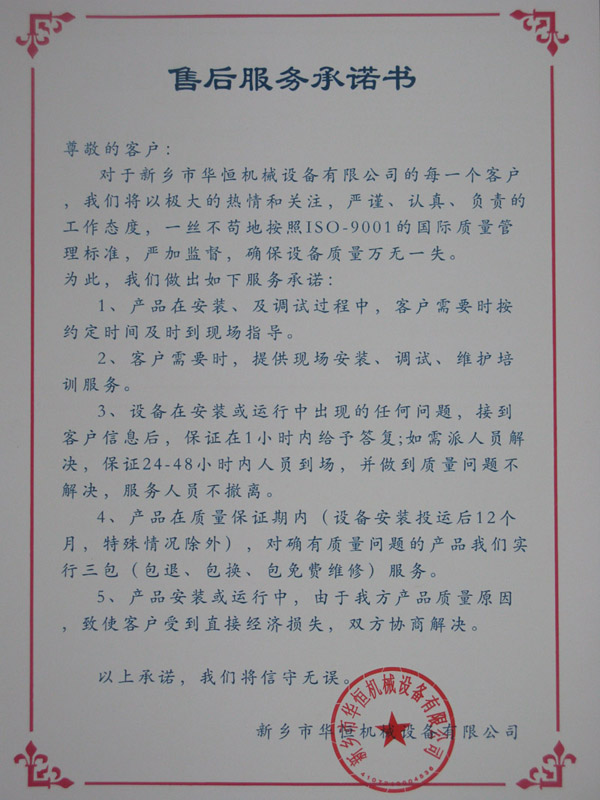 售后服务承诺书
尊敬的客户：
对于新乡市华恒机械设备有限公司的每一个客户
，我们将以极大的热情和关注，严谨、认真、负责的
工作态度，一丝不苟地按照ISO-9001的国际质量管
理标准，严加监督，确保设备质量万无一失。
为此，我们做出如下服务承诺：
1、产品在安装、及调试过程中，客户需要时按
约定时间及时到现场指导。
2、客户需要时，提供现场安装、调试、维护培
训服务。
3、设备在安装或运行中出现的任何问题，接到
客户信息后，保证在1小时内给予答复;如需派人员解
决，保证24-48小时内人员到场，并做到质量问题不
解决，服务人员不撤离。
4、产品在质量保证期内（设备安装投运后12个
月，特殊情况除外），对确有质量问题的产品我们实
行三包（包退、包换、包免费维修）服务。
5、产品安装或运行中，由于我方产品质量原因
，致使客户受到直接经济损失，双方协商解决。
以上承诺，我们将信守无误。
新乡市华恒机械设备有限公司
新乡市华恒机械设备有限公司